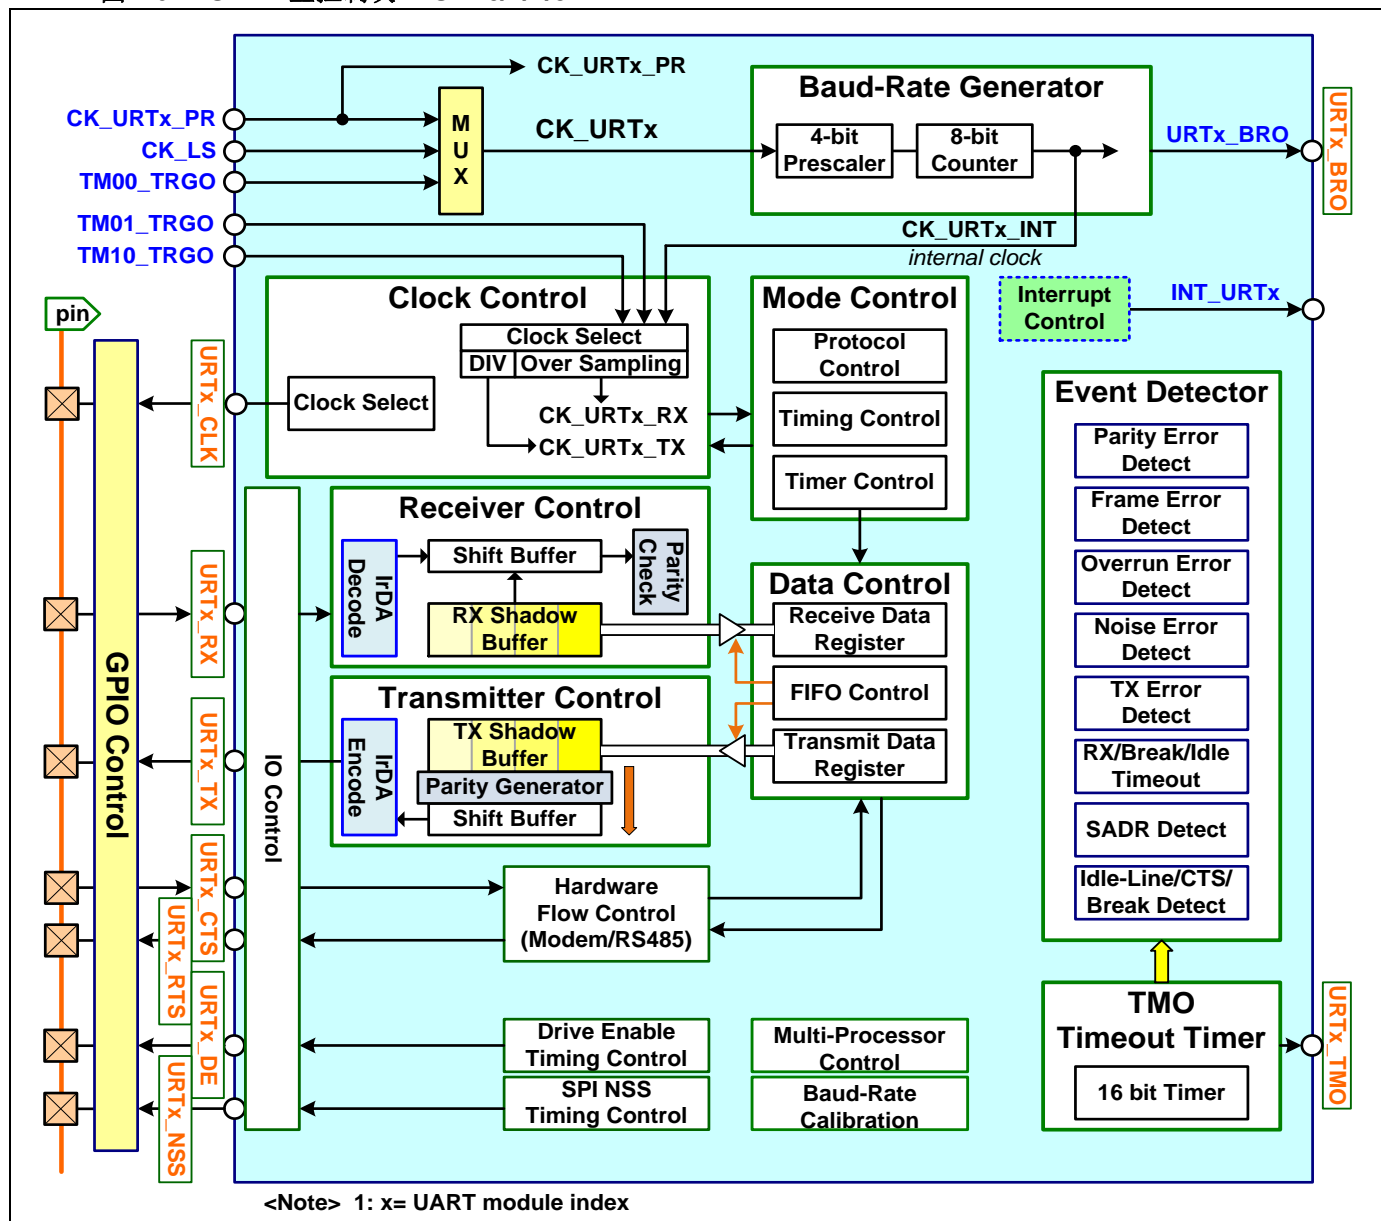 CK_URTx_PR
CK_URTx_PR
CK_LS
TM00_TRGO
TM01_TRGO
TM10_TRGO
MUX
CK_URTx
Baud-Rate Generator
4-bit
Prescaler
8-bit
Counter
URTx_BRO
URTx_BRO
CK_URTx_INT
internal clock
Clock Control
Clock Select
DIV
Over Sampling
CK_URTx_RX
CK_URTx_TX
Clock Select
Mode Control
Protocol
Control
Timing Control
Timer Control
Interrupt
Control
INT_URTx
pin
GPIO Control
URTx_CLK
URTx_RX
URTx_TX
URTx_CTS
URTx_RTS
URTx_DE
URTx_NSS
IO Control
Receiver Control
IrDA
Decode
Shift Buffer
Parity
Check
RX Shadow
Buffer
Transmitter Control
IrDA
Encode
TX Shadow
Buffer
Parity Generator
Shift Buffer
Data Control
Receive Data
Register
FIFO Control
Transmit Data
Register
Hardware
Flow Control
(Modem/RS485)
Drive Enable
Timing Control
SPI NSS
Timing Control
Multi-Processor
Control
Baud-Rate
Calibration
Event Detector
Parity Error
Detect
Frame Error
Detect
Overrun Error
Detect
Noise Error
Detect
TX Error
Detect
RX/Break/Idle
Timeout
SADR Detect
Idle-Line/CTS/
Break Detect
TMO
Timeout Timer
16 bit Timer
URTx_TMO
<Note> 1: x= UART module index